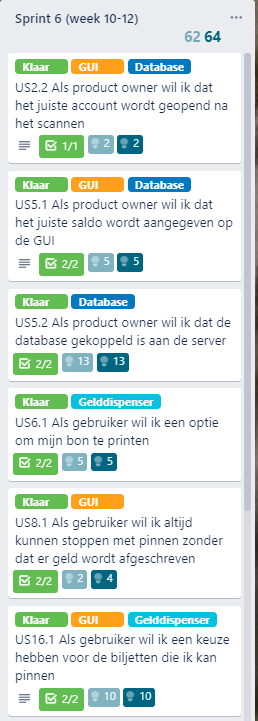 Sprint 6 (week 10-12) ...
62 64
Klaar GUI Database
US2.2 Als product owner wil ik dat
het juiste account wordt geopend na
het scannen
1/1 2 2
Klaar GUI Database
US5.1 Als product owner wil ik dat
het juiste saldo wordt aangegeven op
de GUI
2/2 5 5
Klaar Database
US5.2 Als product owner wil ik dat de
database gekoppeld is aan de server
2/2 13 13
Klaar Gelddispenser
US6.1 Als gebruiker wil ik een optie
om mijn bon te printen
2/2 5 5
Klaar GUI
US8.1 Als gebruiker wil ik altijd
kunnen stoppen met pinnen zonder
dat er geld wordt afgeschreven
2/2 2 4
Klaar GUI Gelddispenser
US16.1 Als gebruiker wil ik een keuze
hebben voor de biljetten die ik kan
pinnen
2/2 10 10